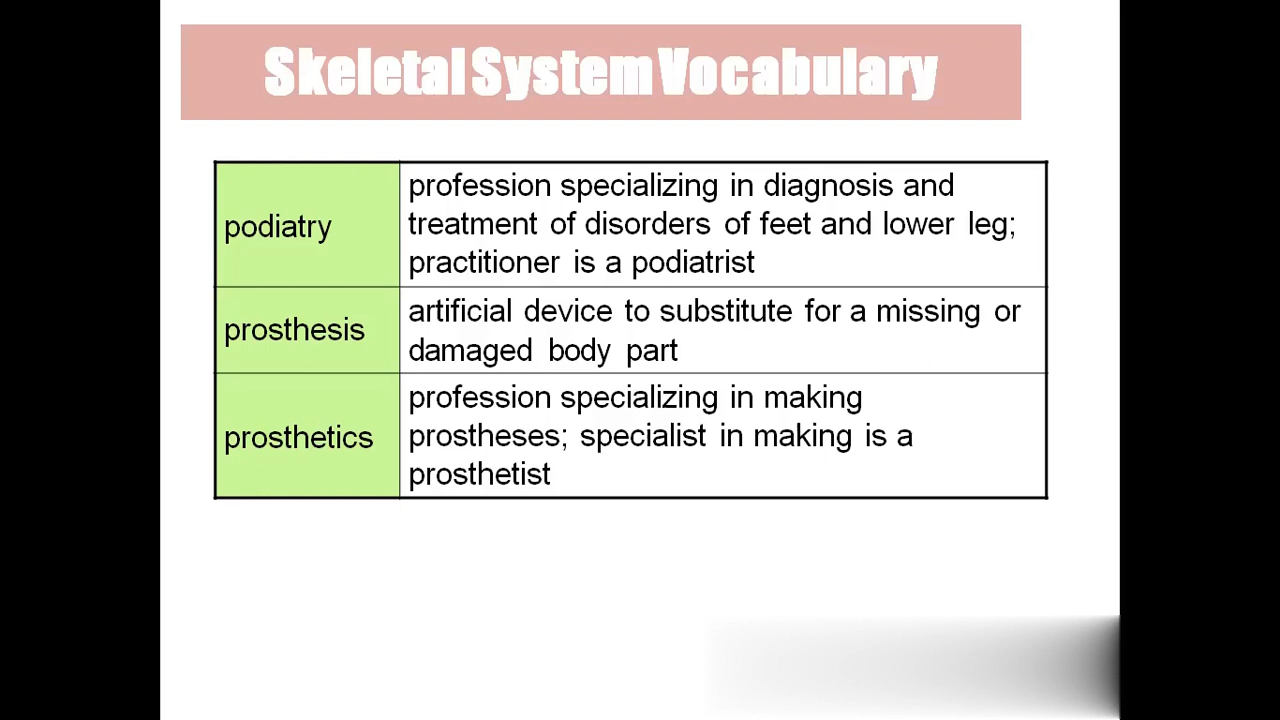 Skeletal System Vocabulary
podiatry
profession specializing in diagnosis and
treatment of disorders of feet and lower leg;
practitioner is a podiatrist
prosthesis
artificial device to substitute for a missing or
damaged body part
prosthetics
profession specializing in making
prostheses; specialist in making is a
prosthetist